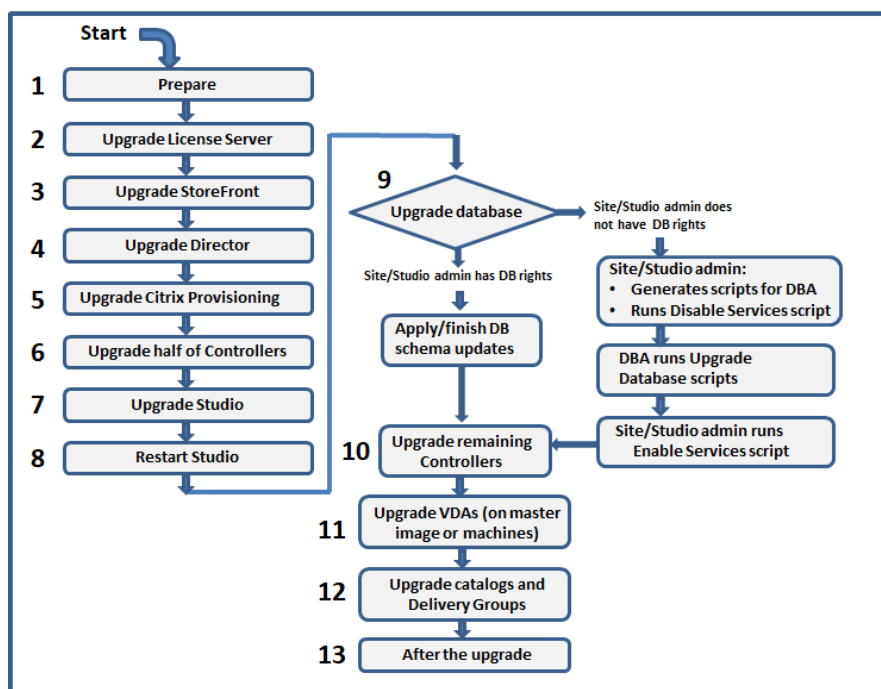 Start
1
Prepare
2
Upgrade License Server
3
Upgrade StoreFront
4
Upgrade Director
5
Upgrade Citrix Provisioning
6
Upgrade half of Controllers
7
Upgrade Studio
8
Restart Studio
9
Upgrade database
Site/Studio admin has DB rights
Apply/finish DB
schema updates
Site/Studio admin does
not have DB rights
Site/Studio admin:
• Generates scripts for DBA
• Runs Disable Services script
DBA runs Upgrade
Database scripts
Site/Studio admin runs
Enable Services script
10
Upgrade remaining
Controllers
11
Upgrade VDAs (on master
image or machines)
12
Upgrade catalogs and
Delivery Groups
13
After the upgrade